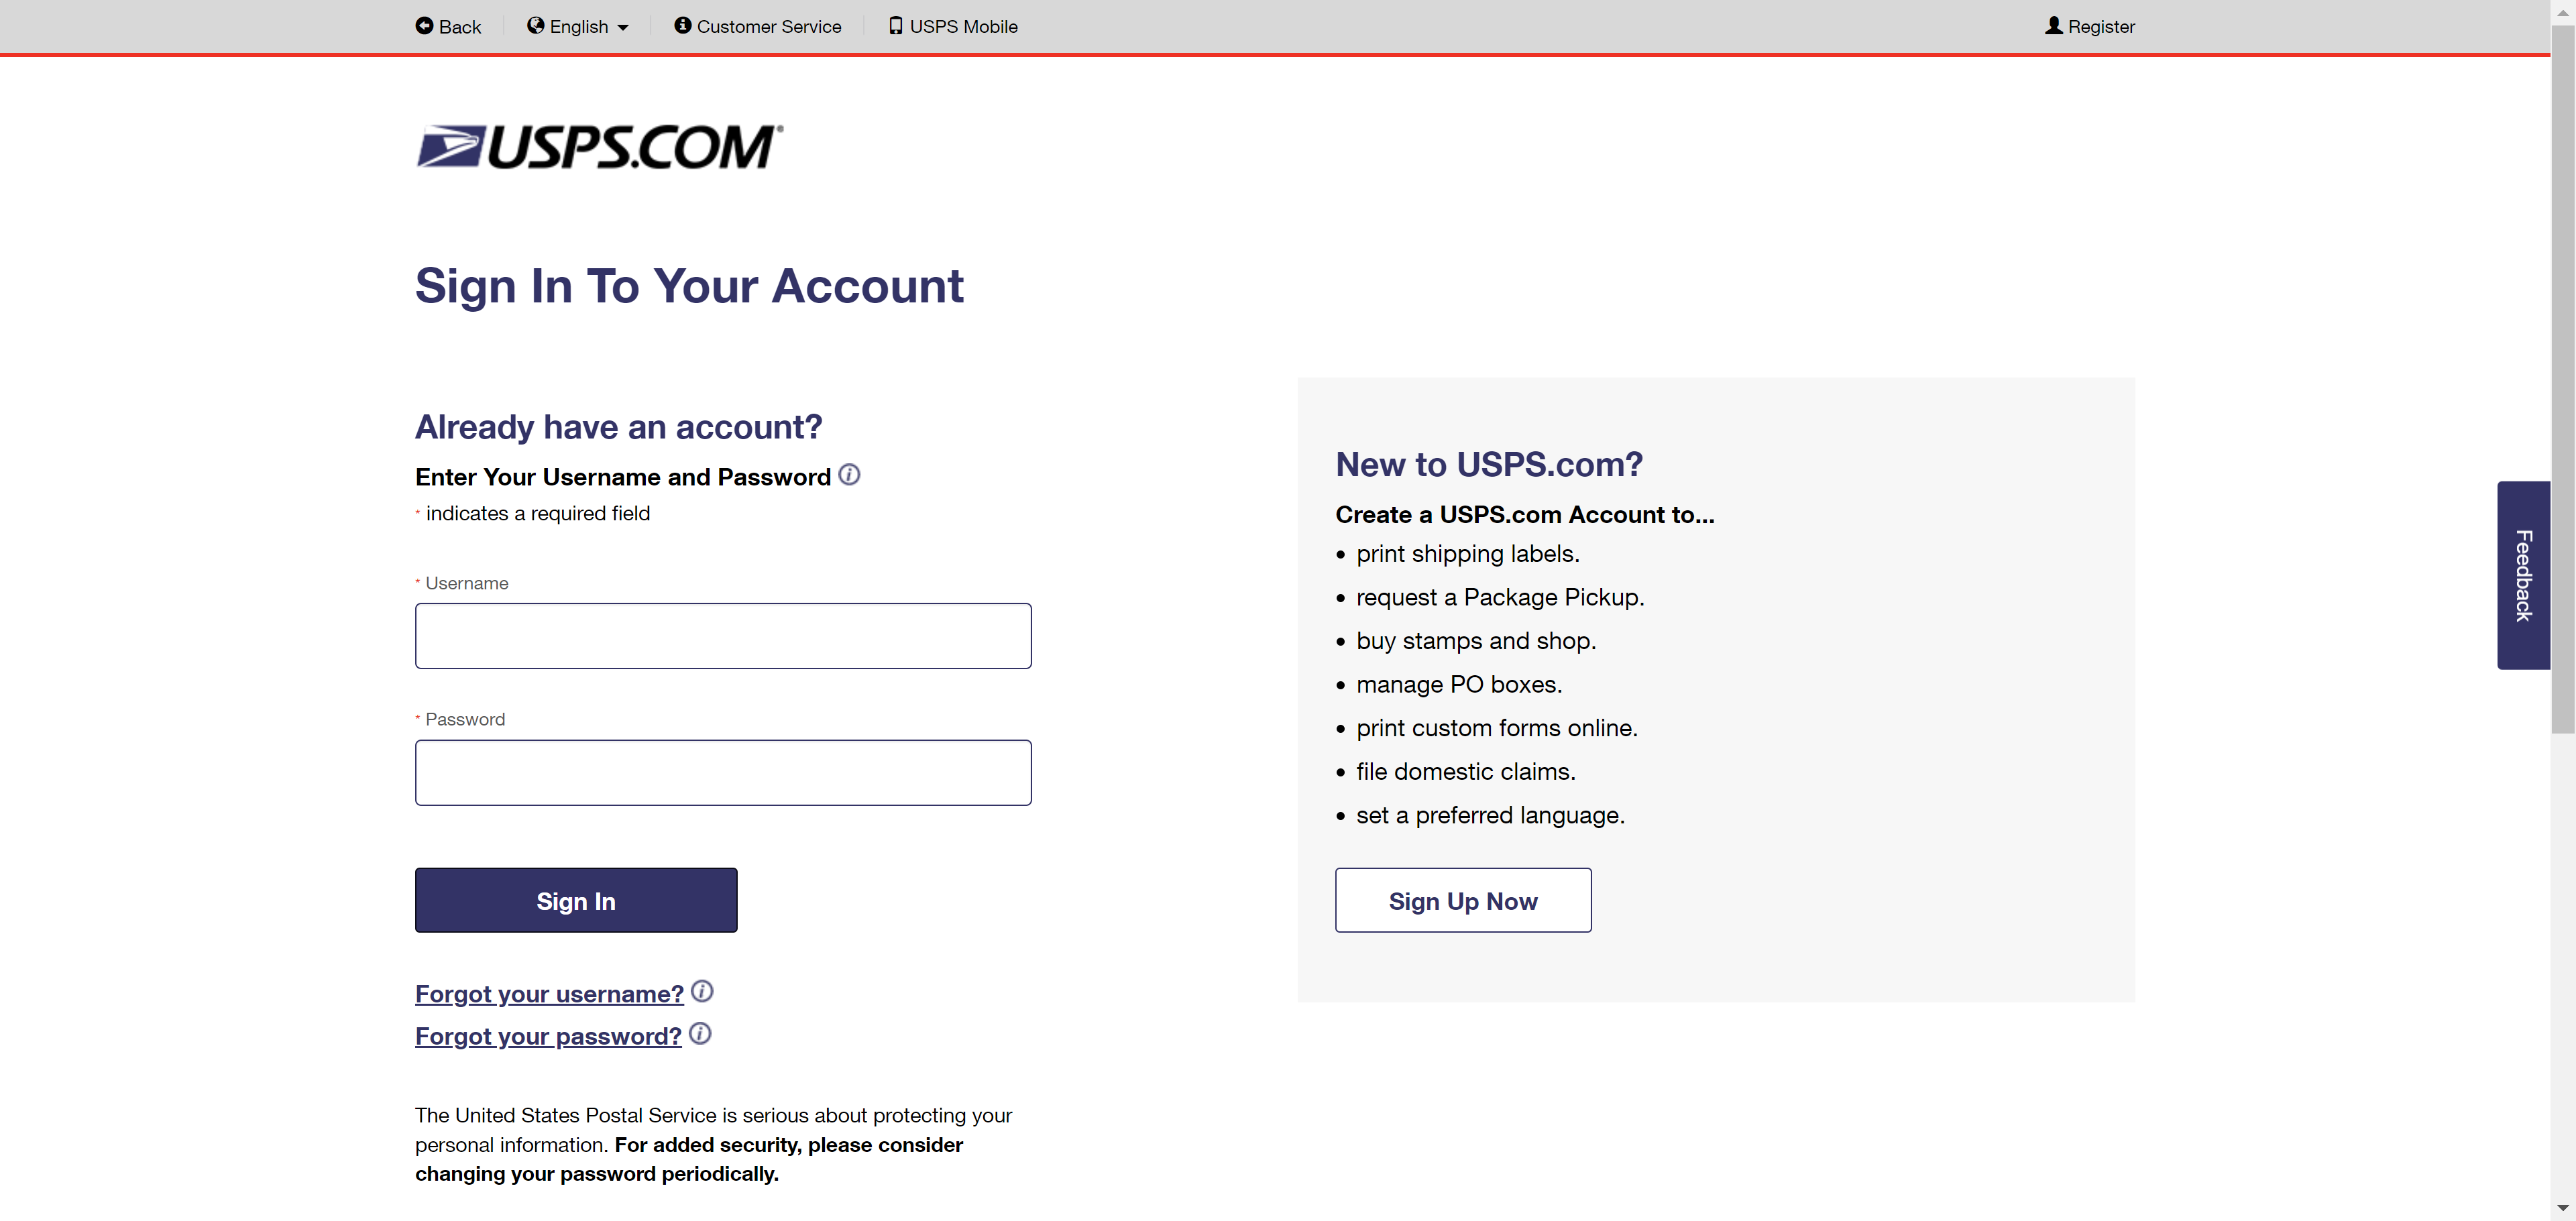 Back
English
Customer Service
USPS Mobile
Register
USPS.COM®
Sign In To Your Account
Already have an account?
Enter Your Username and Password
* indicates a required field
* Username
* Password
Sign In
Forgot your username?
Forgot your password?
The United States Postal Service is serious about protecting your
personal information. For added security, please consider
changing your password periodically.
New to USPS.com?
Create a USPS.com Account to...
• print shipping labels.
• request a Package Pickup.
• buy stamps and shop.
• manage PO boxes.
• print custom forms online.
• file domestic claims.
• set a preferred language.
Sign Up Now
Feedback